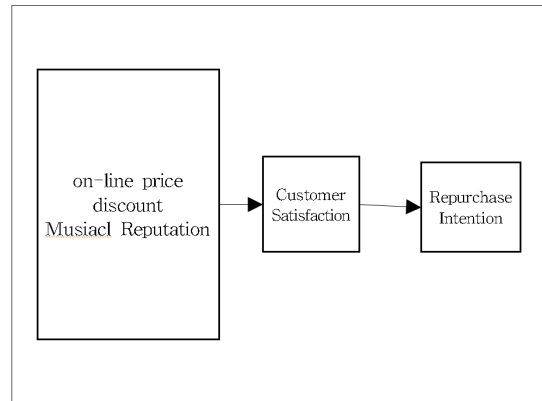 on-line price
discount
Musiacl Reputation
Customer
Satisfaction
Repurchase
Intention